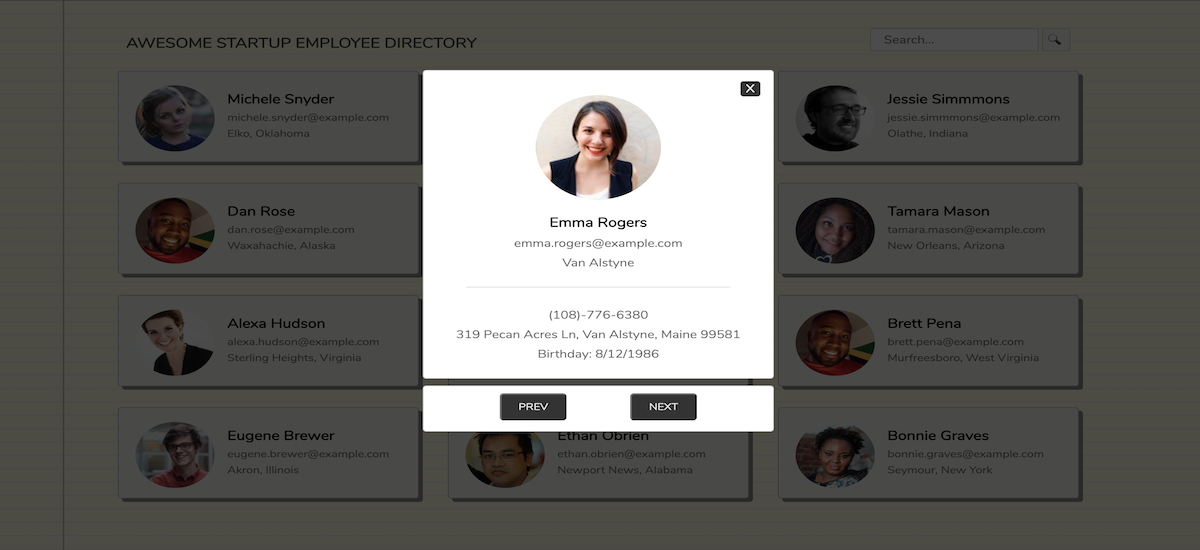 AWESOME STARTUP EMPLOYEE DIRECTORY
Search...
Michele Snyder
michele.snyder@example.com
Elko, Oklahoma
X
Emma Rogers
emma.rogers@example.com
Van Alstyne
(108)-776-6380
319 Pecan Acres Ln, Van Alstyne, Maine 99581
Birthday: 8/12/1986
PREV
NEXT
Jessie Simmmons
jessie.simmmons@example.com
Olathe, Indiana
Dan Rose
dan.rose@example.com
Waxahachie, Alaska
Tamara Mason
tamara.mason@example.com
New Orleans, Arizona
Alexa Hudson
alexa.hudson@example.com
Sterling Heights, Virginia
Brett Pena
brett.pena@example.com
Murfreesboro, West Virginia
Eugene Brewer
eugene.brewer@example.com
Akron, Illinois
Ethan Obrien
ethan.obrien@example.com
Newport News, Alabama
Bonnie Graves
bonnie.graves@example.com
Seymour, New York